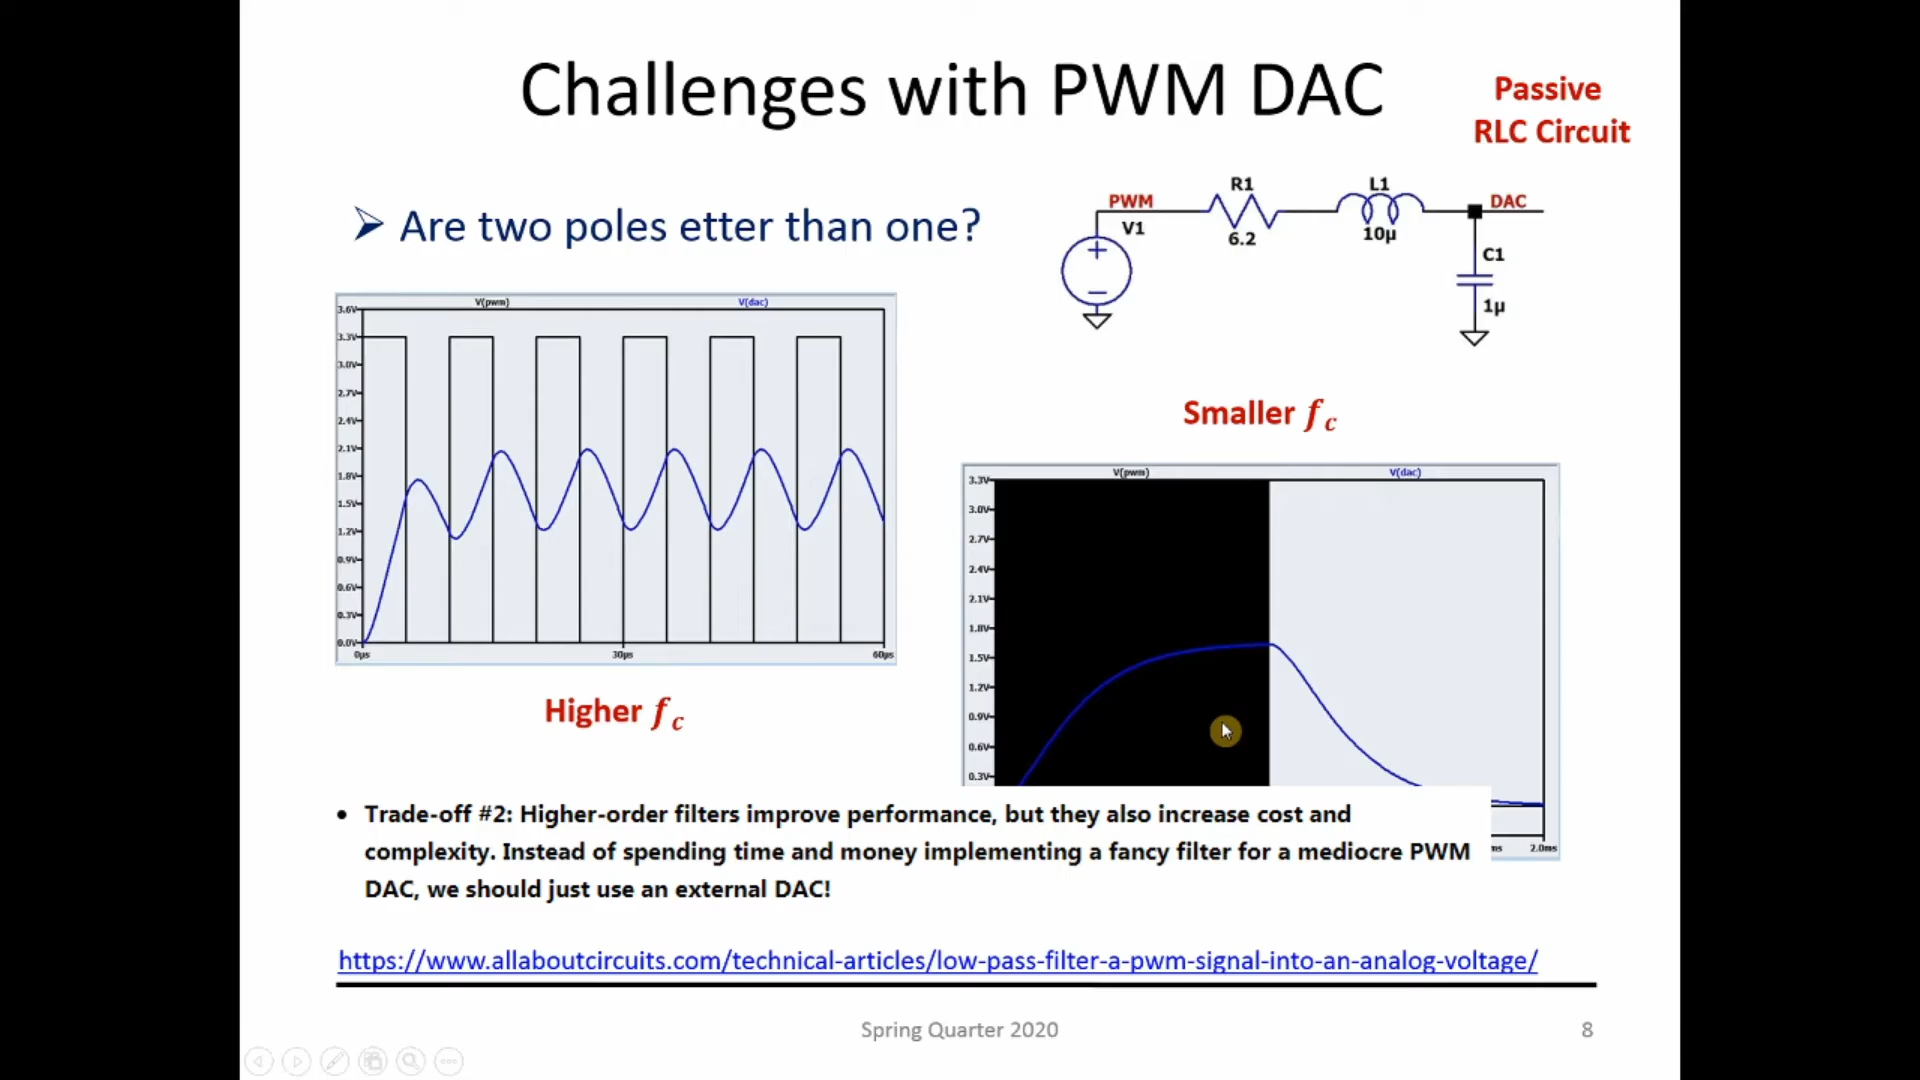 Challenges with PWM DAC
Passive
RLC Circuit
➢ Are two poles etter than one?
PWM
V1
R1
6.2
L1
10µ
DAC
C1
1µ
V(pwm)
V(dac)
3.6V
3.3V
3.0V
2.7V
2.4V
2.1V
1.8V
1.5V
1.2V
0.9V
0.6V
0.3V
0.0V
0µs
30µs
60µs
Higher fc
Smaller fc
V(pwm)
V(dac)
3.3V
3.0V
2.7V
2.4V
2.1V
1.8V
1.5V
1.2V
0.9V
0.6V
0.3V
ms
2.0ms
• Trade-off #2: Higher-order filters improve performance, but they also increase cost and
complexity. Instead of spending time and money implementing a fancy filter for a mediocre PWM
DAC, we should just use an external DAC!
https://www.allaboutcircuits.com/technical-articles/low-pass-filter-a-pwm-signal-into-an-analog-voltage/
Spring Quarter 2020
8